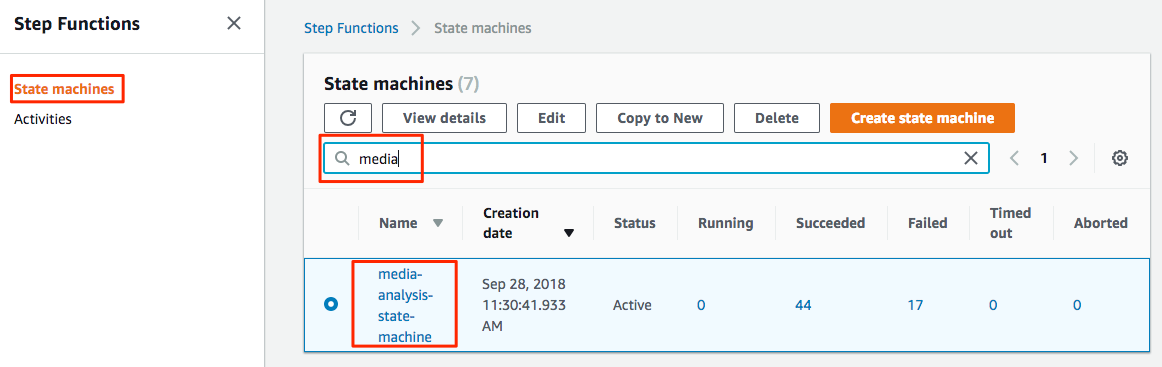 Step Functions
State machines
Activities
Step Functions > State machines
State machines (7)
View details Edit Copy to New Delete Create state machine
media
1
Name Creation date Status Running Succeeded Failed Timed out Aborted
media-
analysis-
state-
machine
Sep 28, 2018
11:30:41.933
AM
Active 0 44 17 0 0